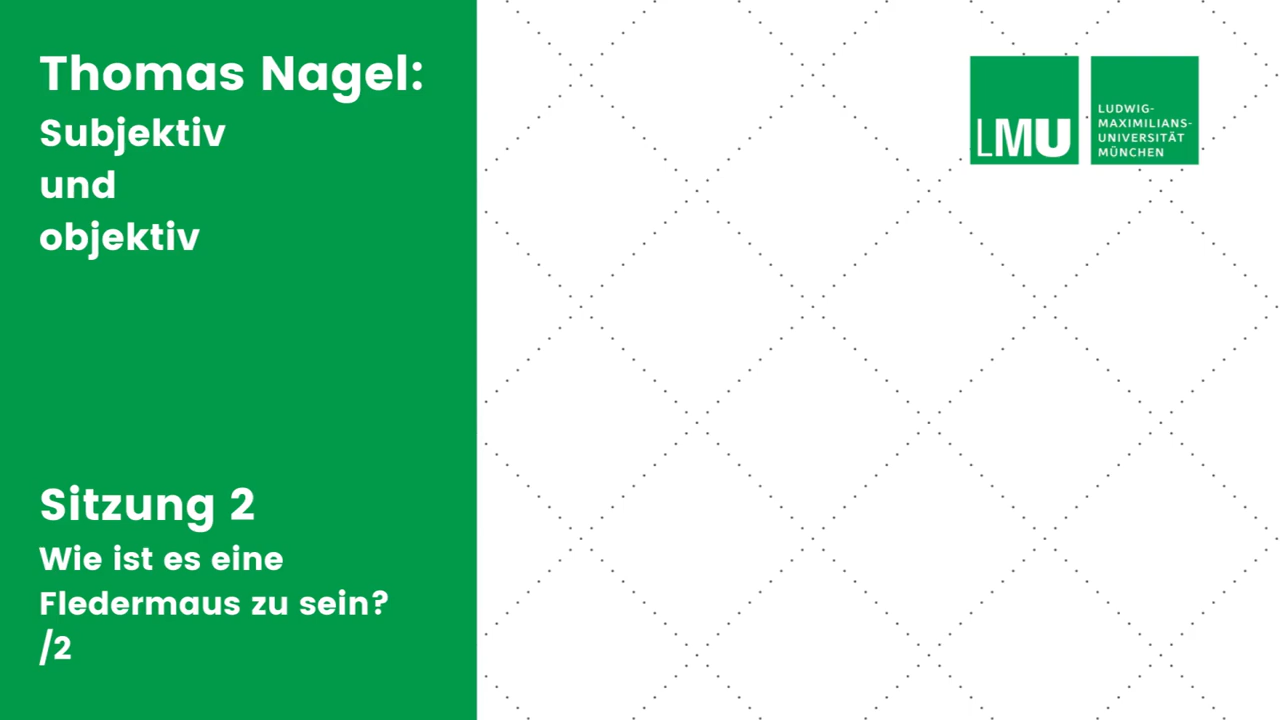 Thomas Nagel:
Subjektiv
und
objektiv
Sitzung 2
Wie ist es eine
Fledermaus zu sein?
/2
LMU
LUDWIG-
MAXIMILIANS-
UNIVERSITÄT
MÜNCHEN